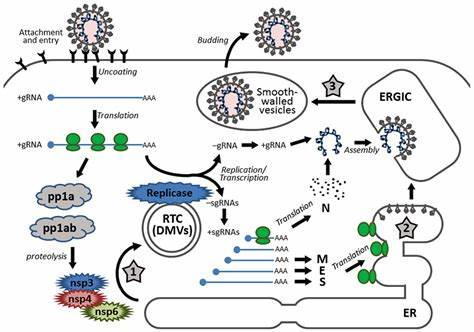 Attachment
and entry
Budding
Uncoating
+gRNA
AAA
Translation
+gRNA
AAA
Smooth-
walled
vesicles
3
ERGIC
-gRNA
+gRNA
Assembly
Replication/
Transcription
pp1a
pp1ab
Replicase
RTC
(DMVs)
-sgRNAs
+sgRNAs
Translation
N
proteolysis
nsp3
nsp4
nsp6
1
AAA
AAA
AAA
M
AAA
E
AAA
S
Translation
2
ER